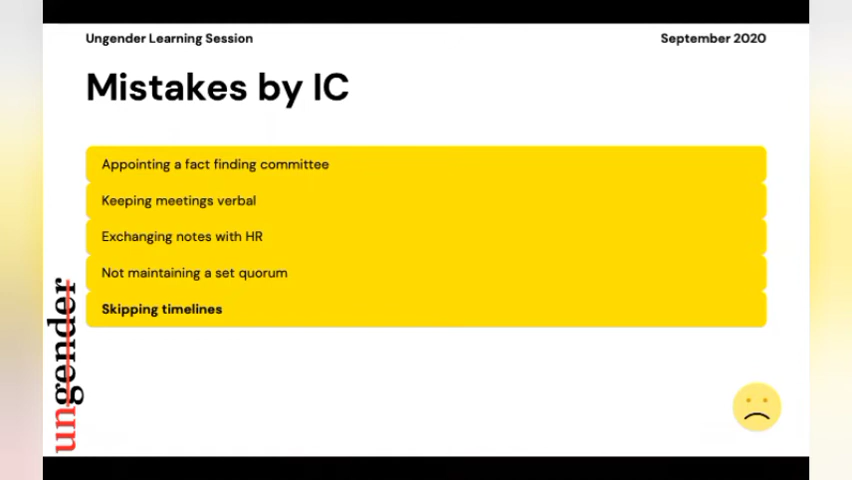 Ungender Learning Session
September 2020
Mistakes by IC
Appointing a fact finding committee
Keeping meetings verbal
Exchanging notes with HR
Not maintaining a set quorum
Skipping timelines
ungender